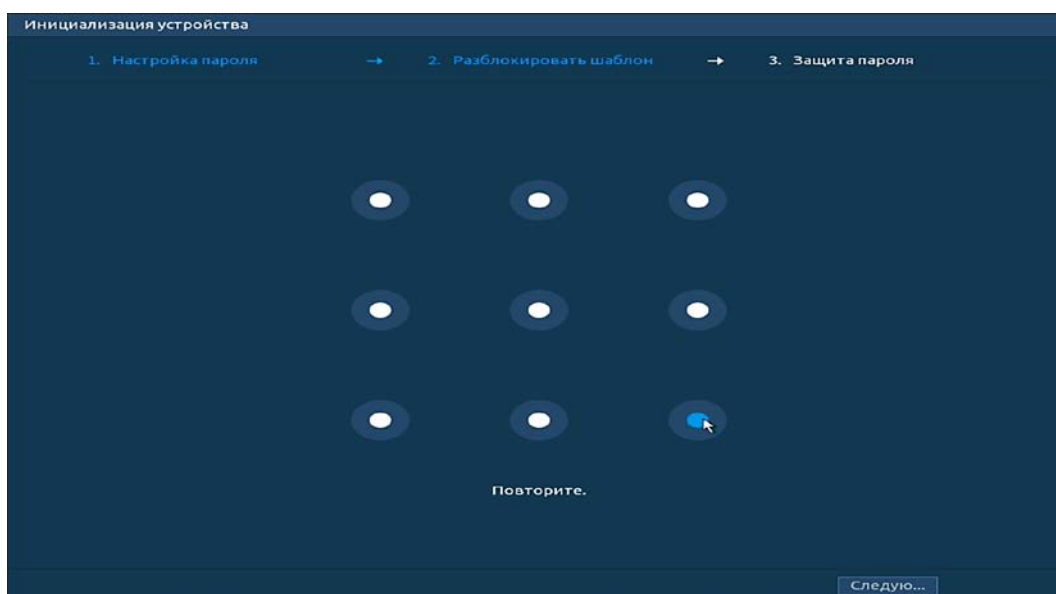 Инициализация устройства
1. Настройка пароля → 2. Разблокировать шаблон → 3. Защита пароля
Повторите.
Следую...